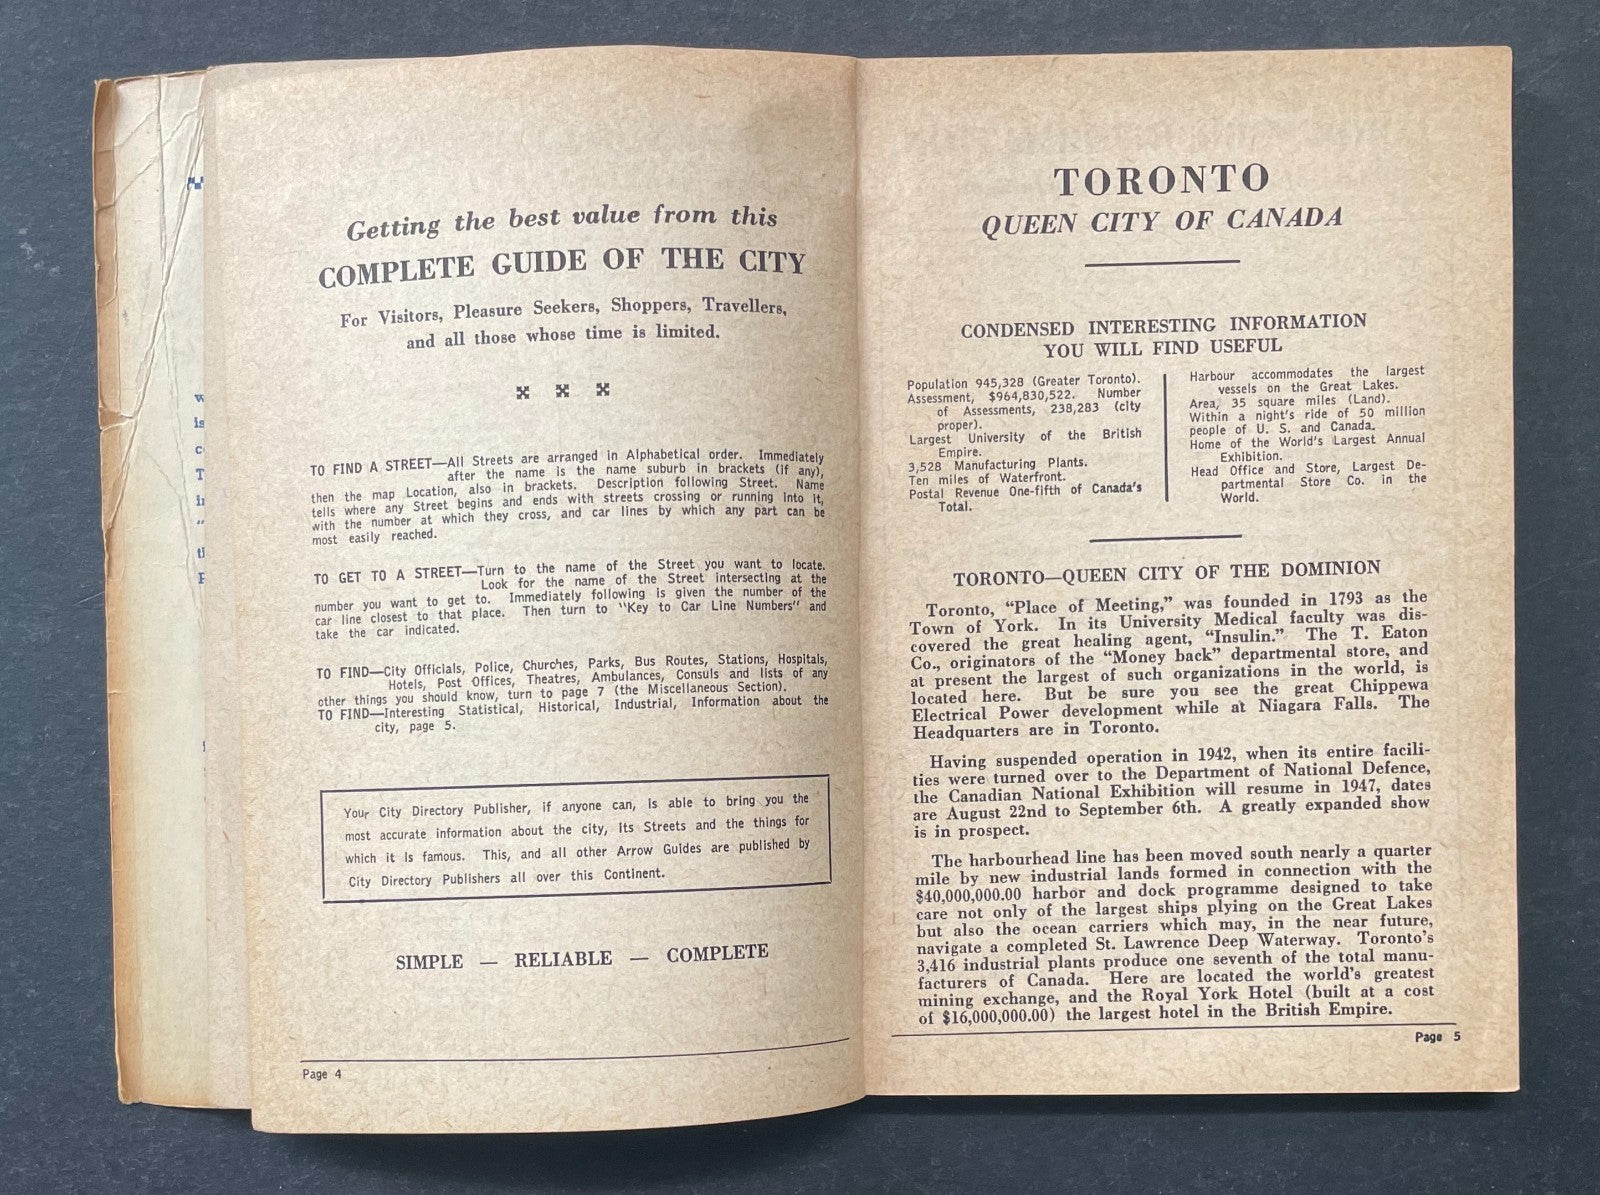 Getting the best value from this
COMPLETE GUIDE OF THE CITY
For Visitors, Pleasure Seekers, Shoppers, Travellers,
and all those whose time is limited.
TO FIND A STREET—All Streets are arranged in Alphabetical order. Immediately
after the name is the name suburb in brackets (if any),
then the map Location, also in brackets. Description following Street. Name
tells where any Street begins and ends with streets crossing or running into it,
with the number at which they cross, and car lines by which any part can be
most easily reached.
TO GET TO A STREET—Turn to the name of the Street you want to locate.
Look for the name of the Street intersecting at the
number you want to get to. Immediately following is given the number of the
car line closest to that place. Then turn to "Key to Car Line Numbers" and
take the car indicated.
TO FIND—City Officials, Police, Churches, Parks, Bus Routes, Stations, Hospitals,
Hotels, Post Offices, Theatres, Ambulances, Consuls and lists of any
other things you should know, turn to page 7 (the Miscellaneous Section).
TO FIND—Interesting Statistical, Historical, Industrial, Information about the
city, page 5.
Your City Directory Publisher, if anyone can, is able to bring you the
most accurate information about the city, its Streets and the things for
which it is famous. This, and all other Arrow Guides are published by
City Directory Publishers all over this Continent.
SIMPLE — RELIABLE — COMPLETE
Page 4
TORONTO
QUEEN CITY OF CANADA
CONDENSED INTERESTING INFORMATION
YOU WILL FIND USEFUL
Population 945,328 (Greater Toronto).
Assessment, $964,830,522. Number
of Assessments, 238,283 (city
proper).
Largest University of the British
Empire.
3,528 Manufacturing Plants.
Ten miles of Waterfront.
Postal Revenue One-fifth of Canada's
Total.
Harbour accommodates the largest
vessels on the Great Lakes.
Area, 35 square miles (Land).
Within a night's ride of 50 million
people of U. S. and Canada.
Home of the World's Largest Annual
Exhibition.
Head Office and Store, Largest De-
partmental Store Co. in the
World.
TORONTO—QUEEN CITY OF THE DOMINION
Toronto, "Place of Meeting," was founded in 1793 as the
Town of York. In its University Medical faculty was dis-
covered the great healing agent, "Insulin." The T. Eaton
Co., originators of the "Money back" departmental store, and
at present the largest of such organizations in the world, is
located here. But be sure you see the great Chippewa
Electrical Power development while at Niagara Falls. The
Headquarters are in Toronto.
Having suspended operation in 1942, when its entire facili-
ties were turned over to the Department of National Defence,
the Canadian National Exhibition will resume in 1947, dates
are August 22nd to September 6th. A greatly expanded show
is in prospect.
The harbourhead line has been moved south nearly a quarter
mile by new industrial lands formed in connection with the
$40,000,000.00 harbor and dock programme designed to take
care not only of the largest ships plying on the Great Lakes
but also the ocean carriers which may, in the near future,
navigate a completed St. Lawrence Deep Waterway. Toronto's
3,416 industrial plants produce one seventh of the total manu-
facturers of Canada. Here are located the world's greatest
mining exchange, and the Royal York Hotel (built at a cost
of $16,000,000.00) the largest hotel in the British Empire.
Page 5